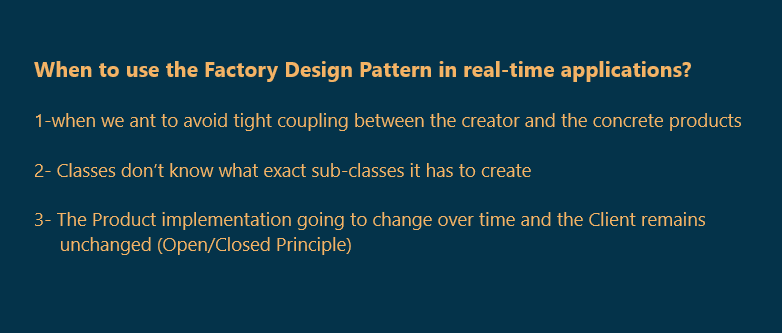 When to use the Factory Design Pattern in real-time applications?
1-when we ant to avoid tight coupling between the creator and the concrete products
2- Classes don’t know what exact sub-classes it has to create
3- The Product implementation going to change over time and the Client remains
unchanged (Open/Closed Principle)